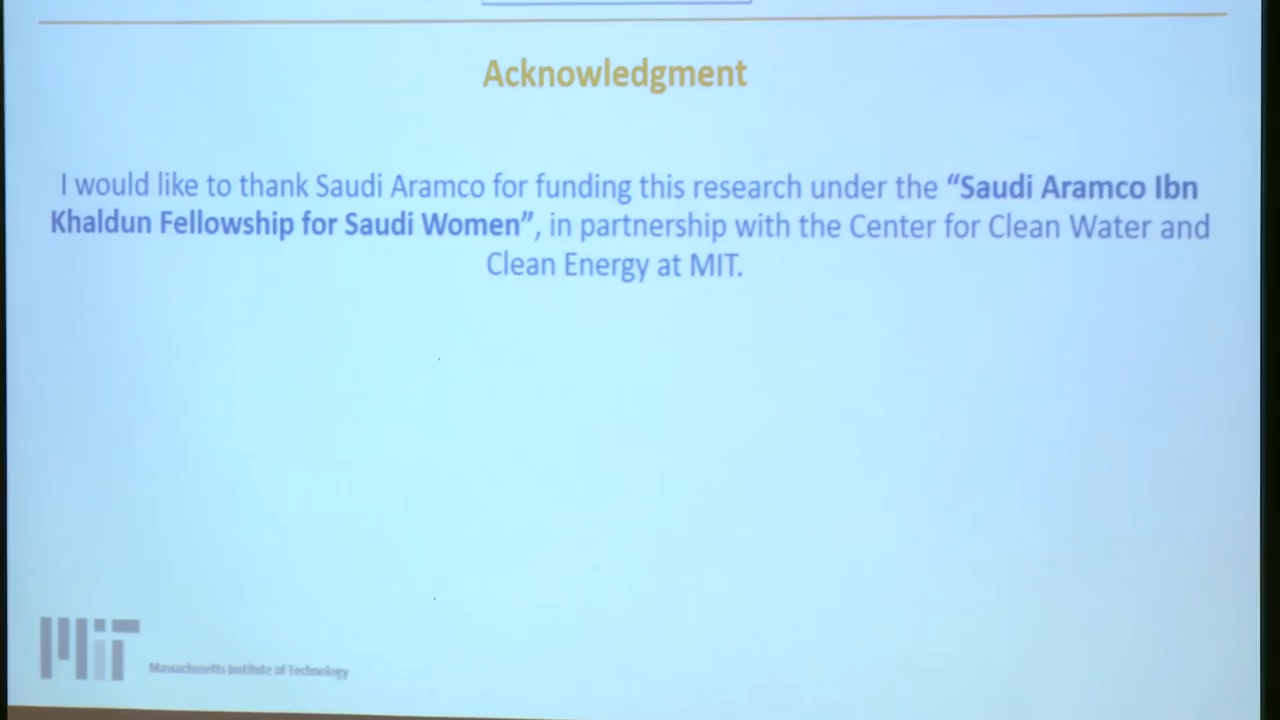 Acknowledgment
I would like to thank Saudi Aramco for funding this research under the “Saudi Aramco Ibn
Khaldun Fellowship for Saudi Women”, in partnership with the Center for Clean Water and
Clean Energy at MIT.
MIT
Massachusetts Institute of Technology